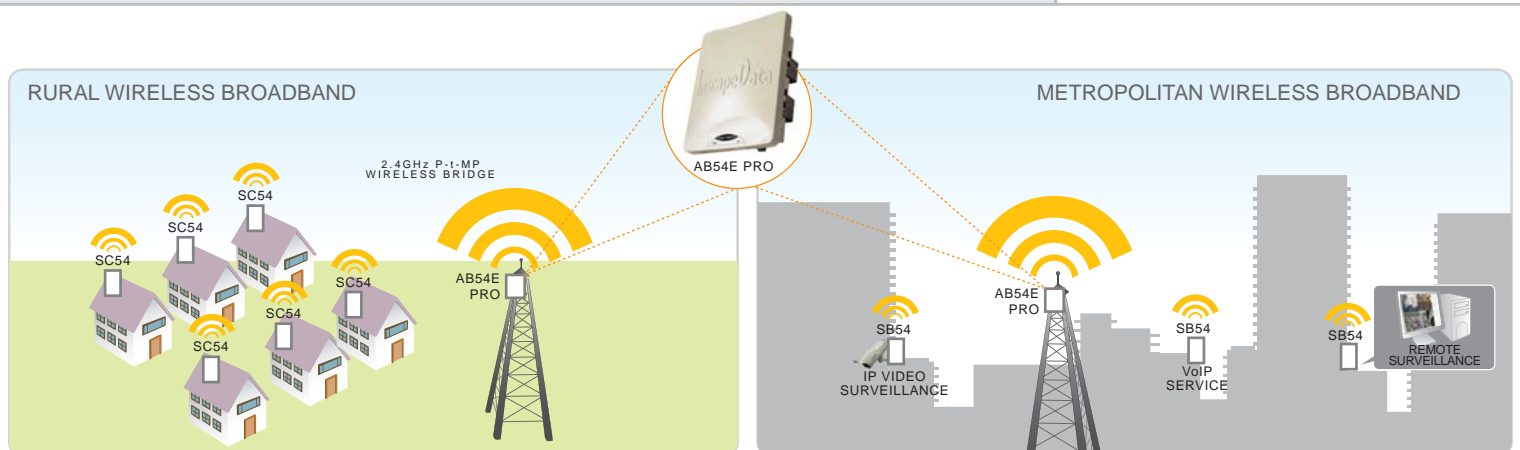 RURAL WIRELESS BROADBAND
2.4GHz P-t-MP
WIRELESS BRIDGE
SC54
SC54
SC54
SC54
SC54
SC54
AB54E
PRO
InscapeData
AB54E PRO
METROPOLITAN WIRELESS BROADBAND
AB54E
PRO
SB54
IP VIDEO
SURVEILLANCE
SB54
VoIP
SERVICE
SB54
REMOTE
SURVEILLANCE